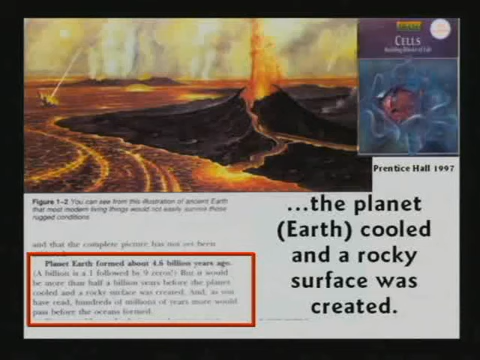 CELLS
Building Blocks of Life
Prentice Hall 1997
Figure 1–2 You can see from this illustration of ancient Earth
that most modern living things would not easily survive those
rugged conditions.
and that the complete picture has not yet been
Planet Earth formed about 4.6 billion years ago.
(A billion is a 1 followed by 9 zeros!) But it would
be more than half a billion years before the planet
cooled and a rocky surface was created. And, as you
have read, hundreds of millions of years more would
pass before the oceans formed.
...the planet
(Earth) cooled
and a rocky
surface was
created.